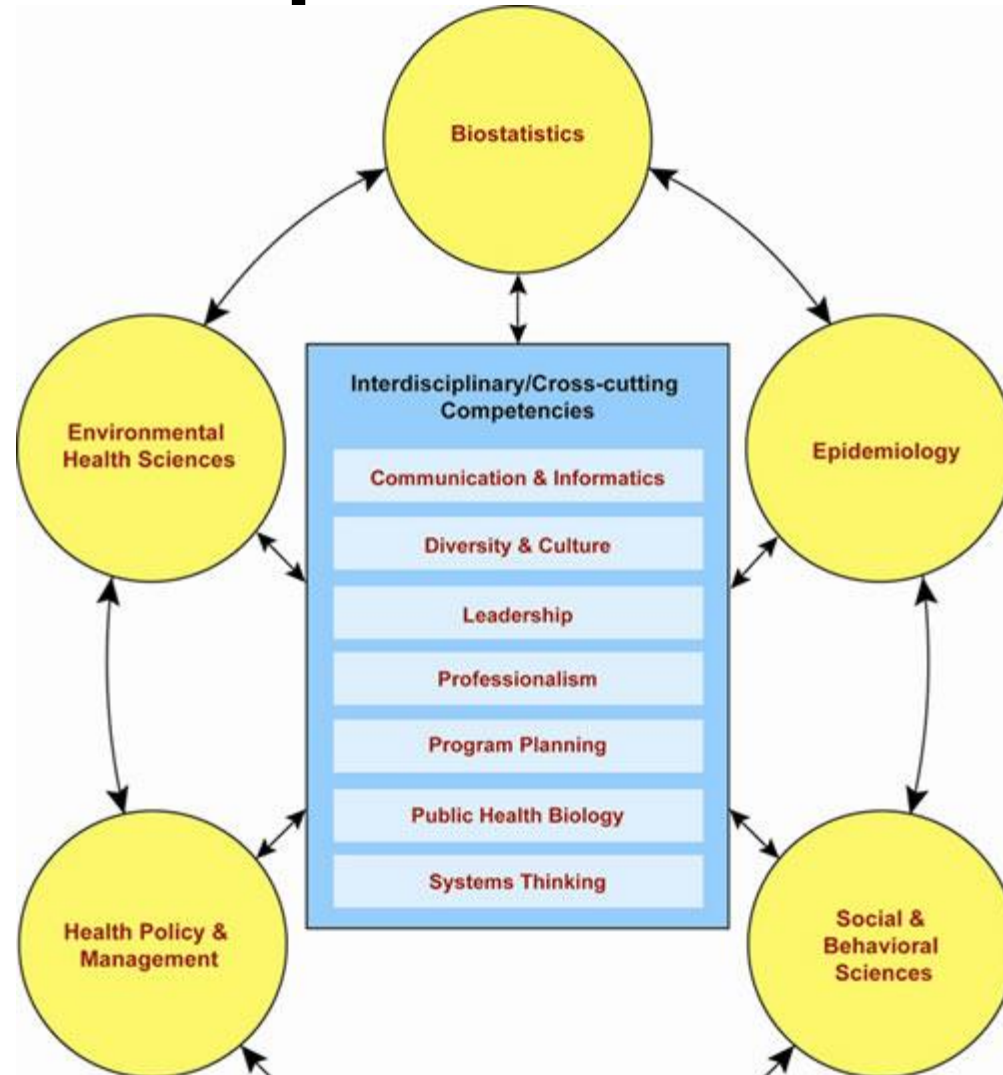 Biostatistics
Environmental
Health Sciences
Interdisciplinary/Cross-cutting
Competencies
Communication & Informatics
Diversity & Culture
Leadership
Professionalism
Program Planning
Public Health Biology
Systems Thinking
Epidemiology
Health Policy &
Management
Social &
Behavioral
Sciences